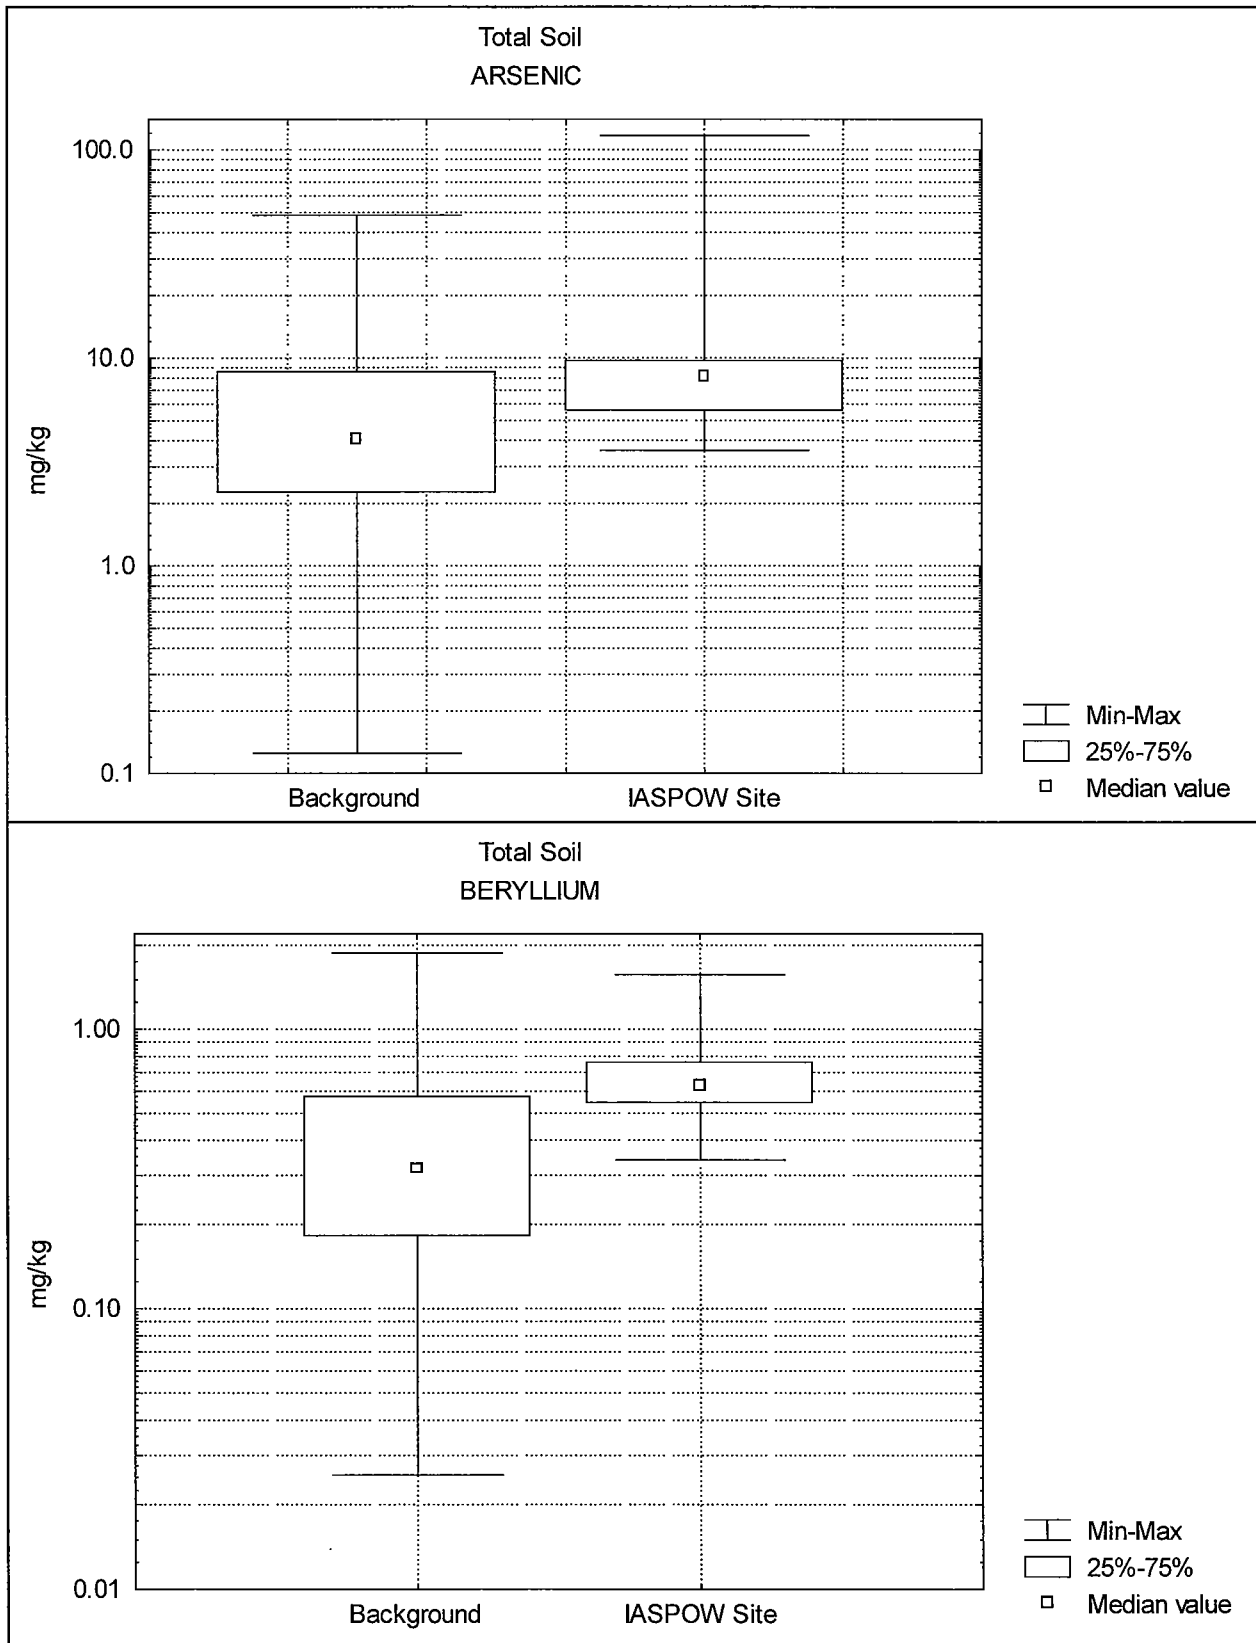 Total Soil
ARSENIC
mg/kg
100.0
10.0
1.0
0.1
Background
IASPOW Site
Min-Max
25%-75%
Median value
Total Soil
BERYLLIUM
mg/kg
1.00
0.10
0.01
Background
IASPOW Site
Min-Max
25%-75%
Median value